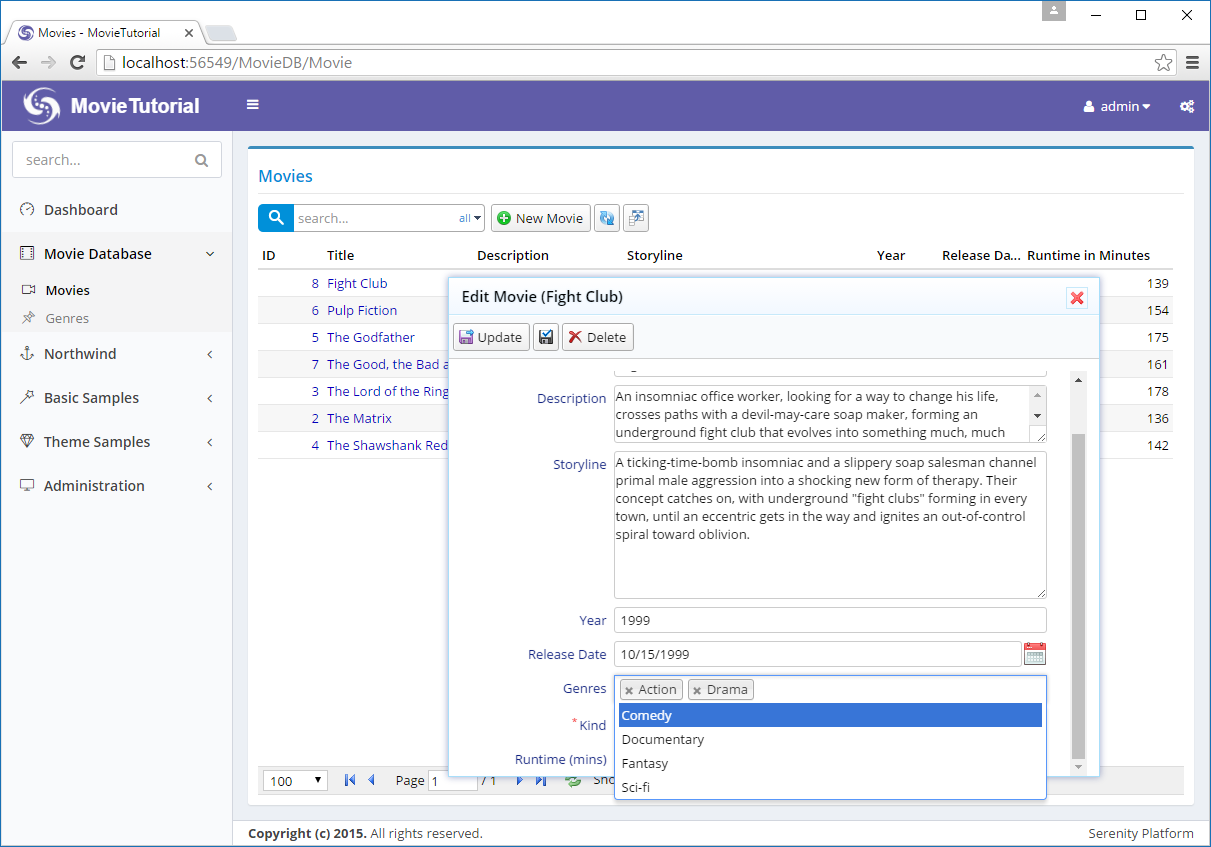 Movies - MovieTutorial
localhost:56549/MovieDB/Movie
MovieTutorial
admin
search...
Dashboard
Movie Database
Movies
Genres
Northwind
Basic Samples
Theme Samples
Administration
Movies
search...
all
New Movie
ID Title Description Storyline Year Release Da... Runtime in Minutes
8 Fight Club 139
6 Pulp Fiction 154
5 The Godfather 175
7 The Good, the Bad a 161
3 The Lord of the Ring 178
2 The Matrix 136
4 The Shawshank Red 142
Edit Movie (Fight Club)
Update
Delete
Description
An insomniac office worker, looking for a way to change his life,
crosses paths with a devil-may-care soap maker, forming an
underground fight club that evolves into something much, much
Storyline
A ticking-time-bomb insomniac and a slippery soap salesman channel
primal male aggression into a shocking new form of therapy. Their
concept catches on, with underground "fight clubs" forming in every
town, until an eccentric gets in the way and ignites an out-of-control
spiral toward oblivion.
Year 1999
Release Date 10/15/1999
Genres Action Drama
Comedy
*Kind
Documentary
Runtime (mins)
Fantasy
Sci-fi
100 Page 1 / 1 Sho
Copyright (c) 2015. All rights reserved.
Serenity Platform